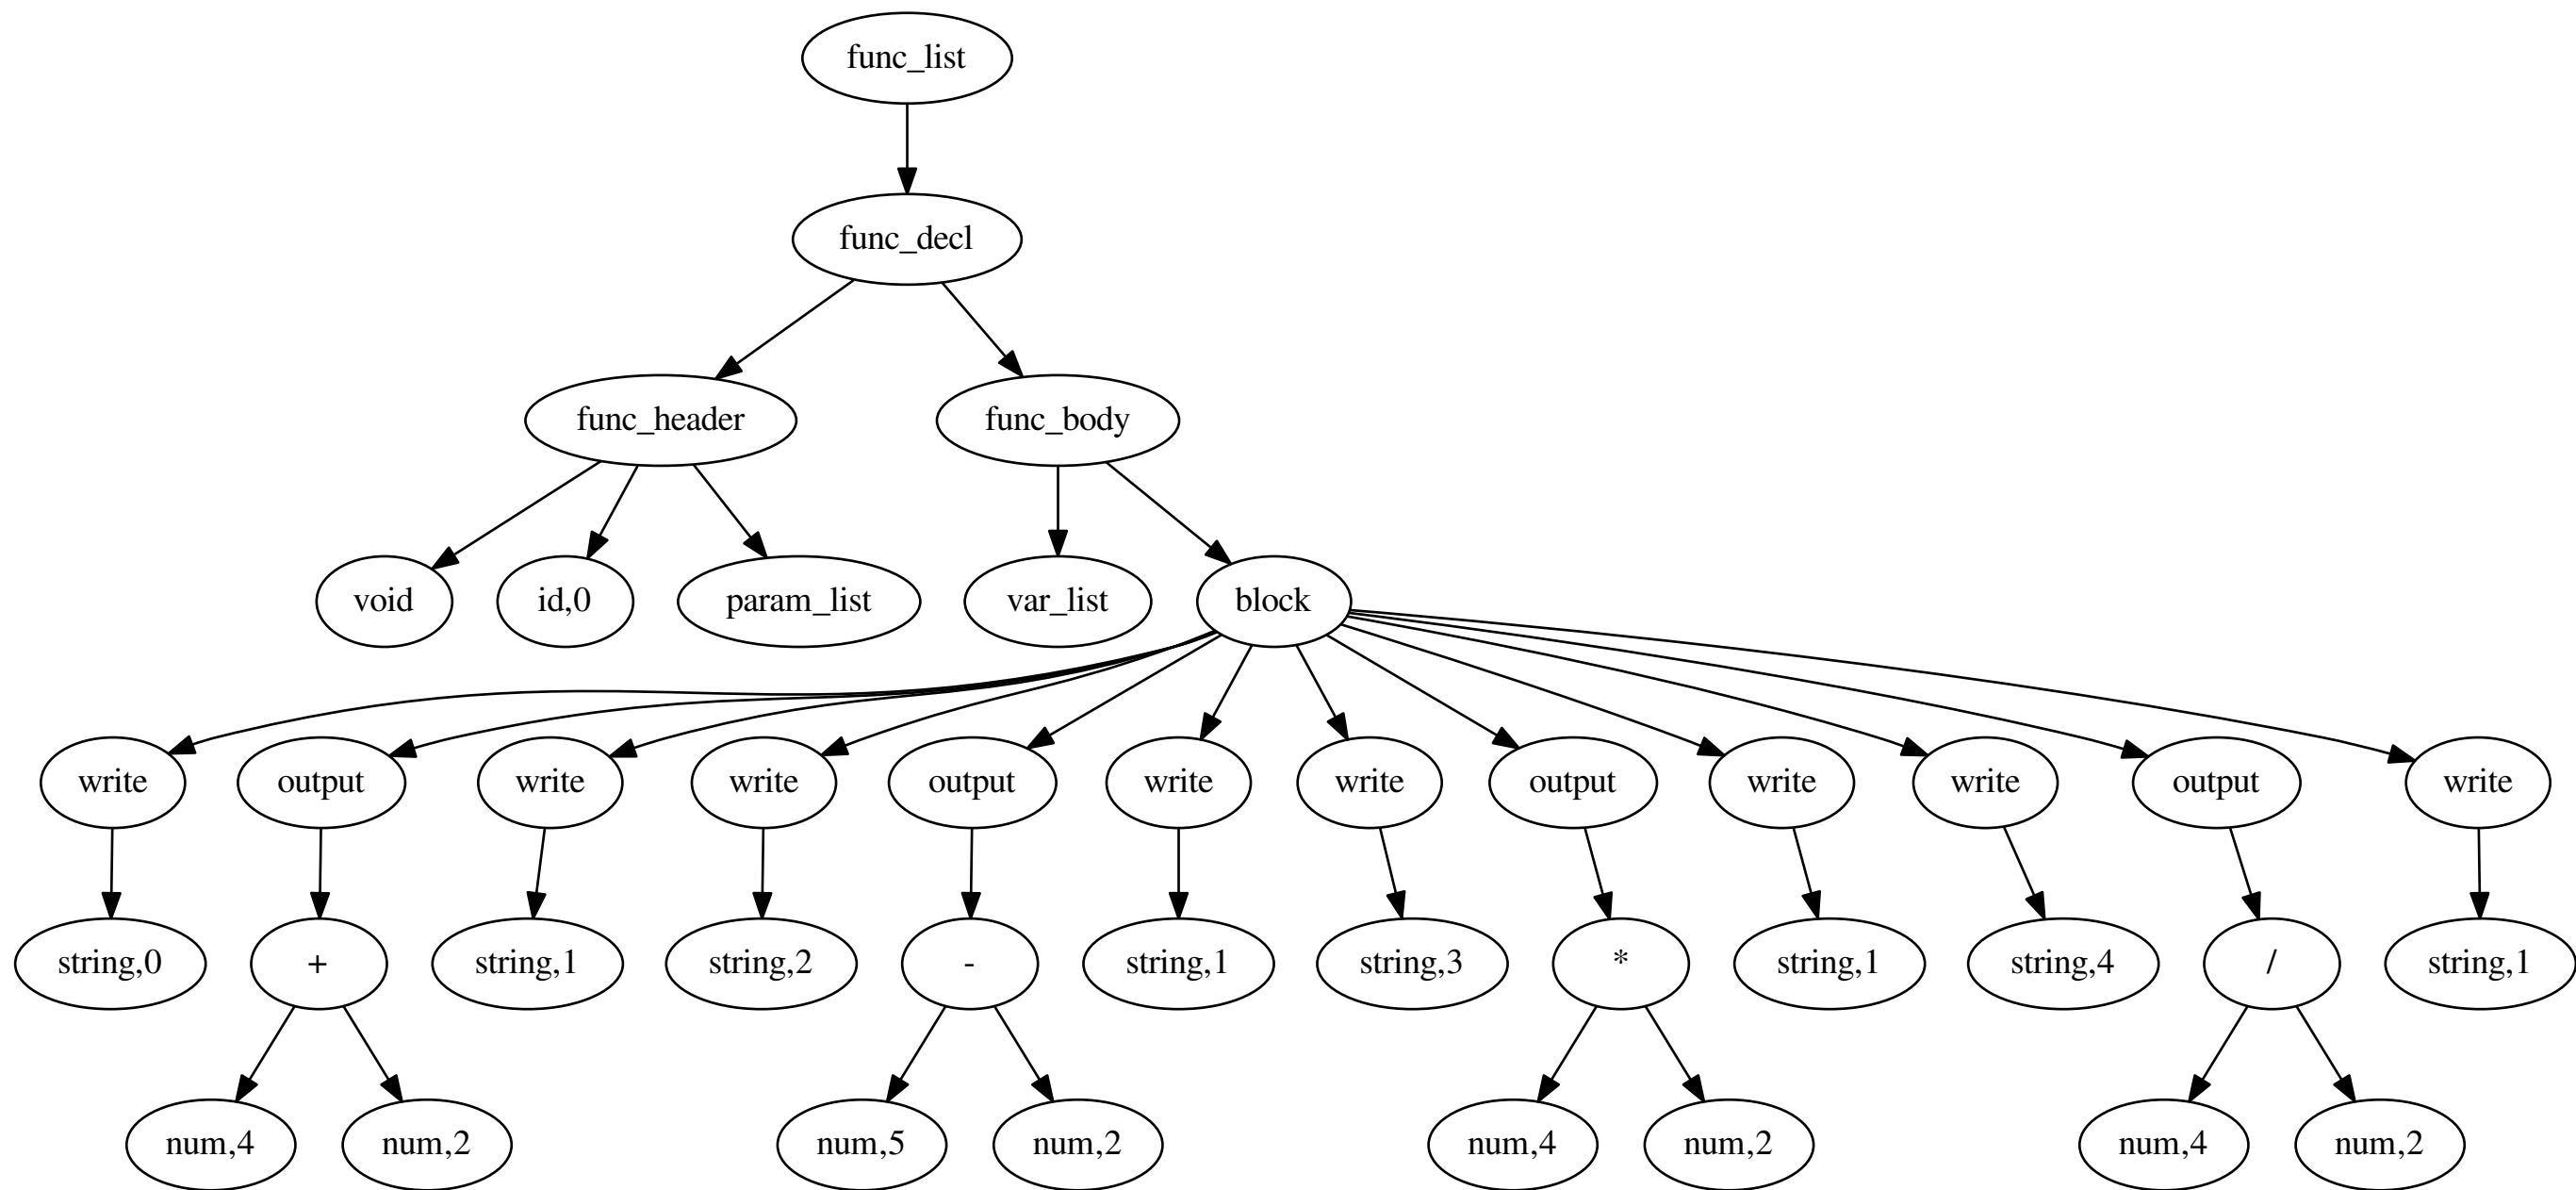 func_list
func_decl
func_header func_body
void id,0 param_list var_list block
write output write write output write write output write write output write
string,0 + string,1 string,2 - string,1 string,3 * string,1 string,4 / string,1
num,4 num,2 num,5 num,2 num,4 num,2 num,4 num,2